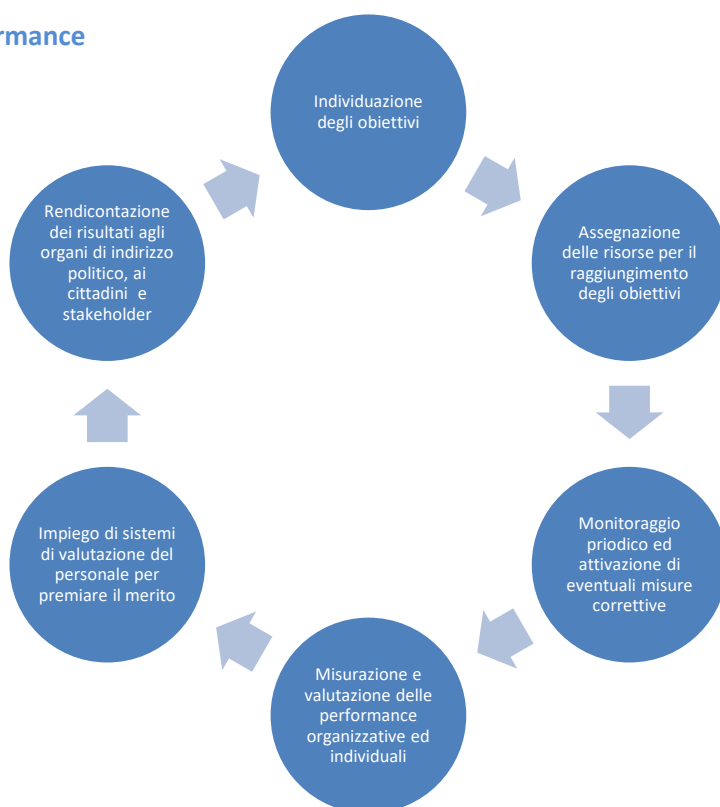 rmance
Individuazione
degli obiettivi
Assegnazione
delle risorse per il
raggiungimento
degli obiettivi
Monitoraggio
priodico ed
attivazione di
eventuali misure
correttive
Misurazione e
valutazione delle
performance
organizzative ed
individuali
Impiego di sistemi
di valutazione del
personale per
premiare il merito
Rendicontazione
dei risultati agli
organi di indirizzo
politico, ai
cittadini e
stakeholder